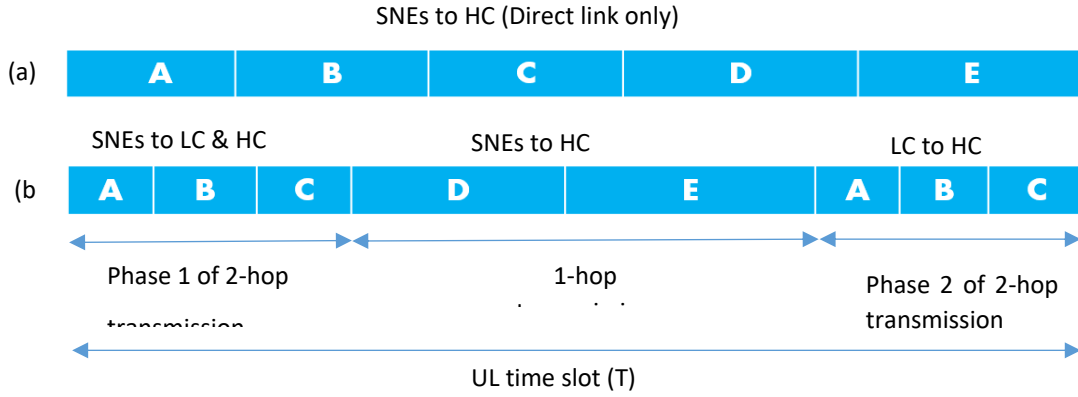 SNEs to HC (Direct link only)
(a) A B C D E
SNEs to LC & HC SNEs to HC LC to HC
(b A B C D E A B C
Phase 1 of 2-hop 1-hop Phase 2 of 2-hop
transmission transmission
UL time slot (T)